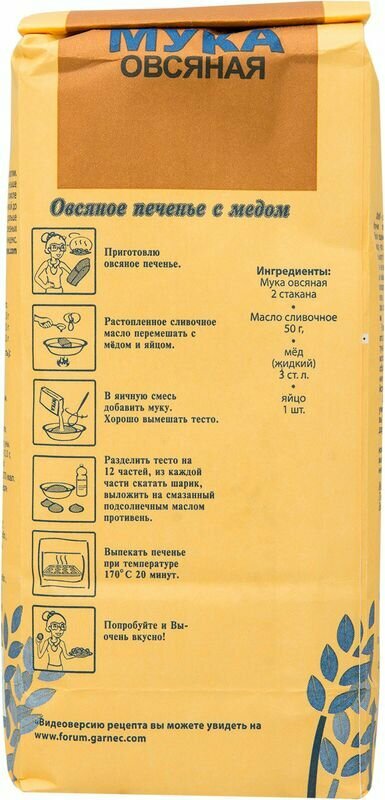 МУКА
ОВСЯНАЯ
Овсяное печенье с медом
Приготовлю
овсяное печенье.
Растопленное сливочное
масло перемешать с
мёдом и яйцом.
В яичную смесь
добавить муку.
Хорошо вымешать тесто.
Разделить тесто на
12 частей, из каждой
части скатать шарик,
выложить на смазанный
подсолнечным маслом
противень.
Выпекать печенье
при температуре
170°С 20 минут.
Попробуйте и Вы-
очень вкусно!
Ингредиенты:
Мука овсяная
2 стакана
•
Масло сливочное
50 г,
•
мёд
(жидкий)
3 ст. л.
•
яйцо
1 шт.
Видеоверсию рецепта вы можете увидеть на
www.forum.garnec.com